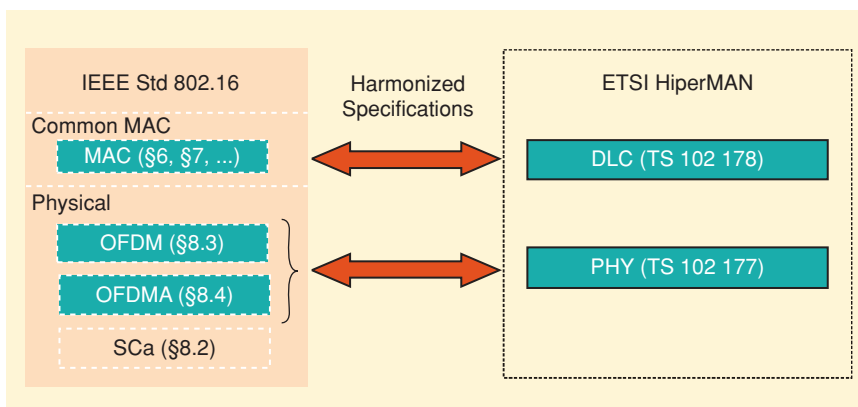 IEEE Std 802.16
Harmonized
Specifications
ETSI HiperMAN
Common MAC
MAC (§6, §7, ...)
DLC (TS 102 178)
Physical
OFDM (§8.3)
PHY (TS 102 177)
OFDMA (§8.4)
SCa (§8.2)